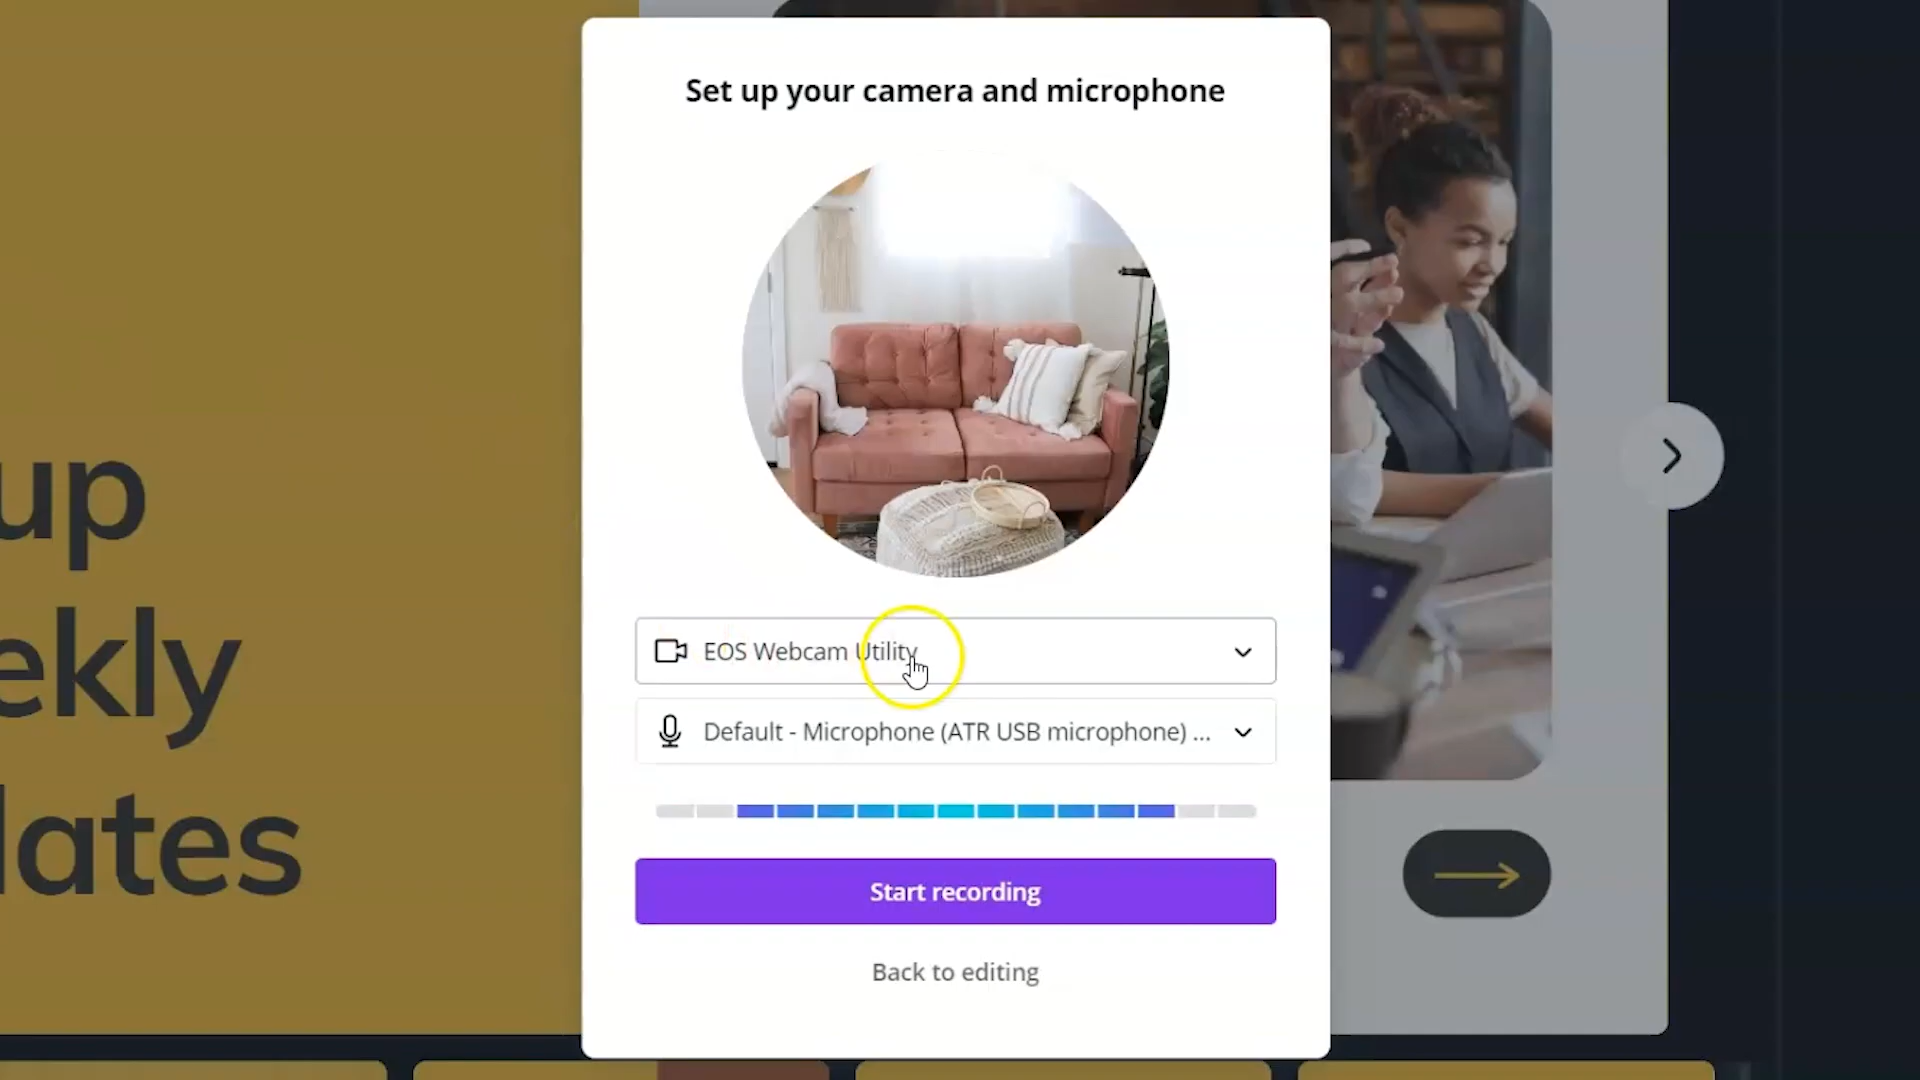 Set up your camera and microphone
up
ekly
lates
EOS Webcam Utility
Default - Microphone (ATR USB microphone) ...
Start recording
Back to editing